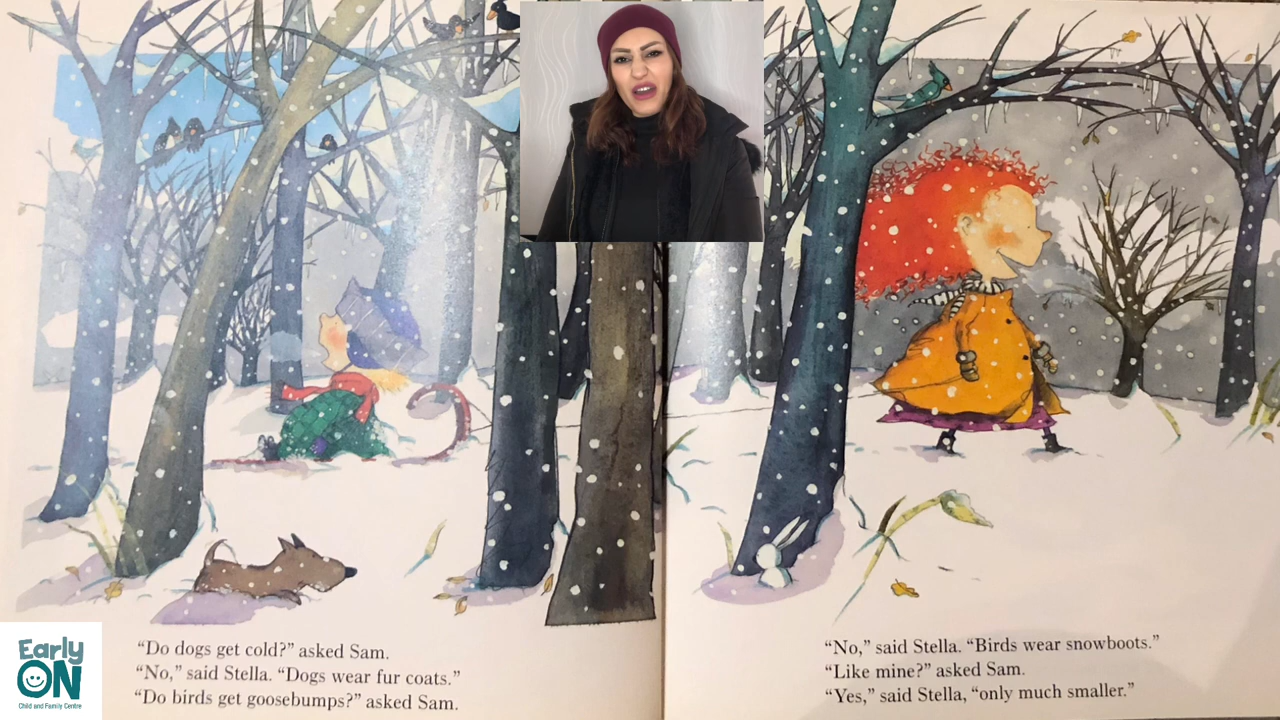 “Do dogs get cold?” asked Sam.
“No,” said Stella. “Dogs wear fur coats.”
“Do birds get goosebumps?” asked Sam.
“No,” said Stella. “Birds wear snowboots.”
“Like mine?” asked Sam.
“Yes,” said Stella, “only much smaller.”
Early
ON
Child and Family Centre